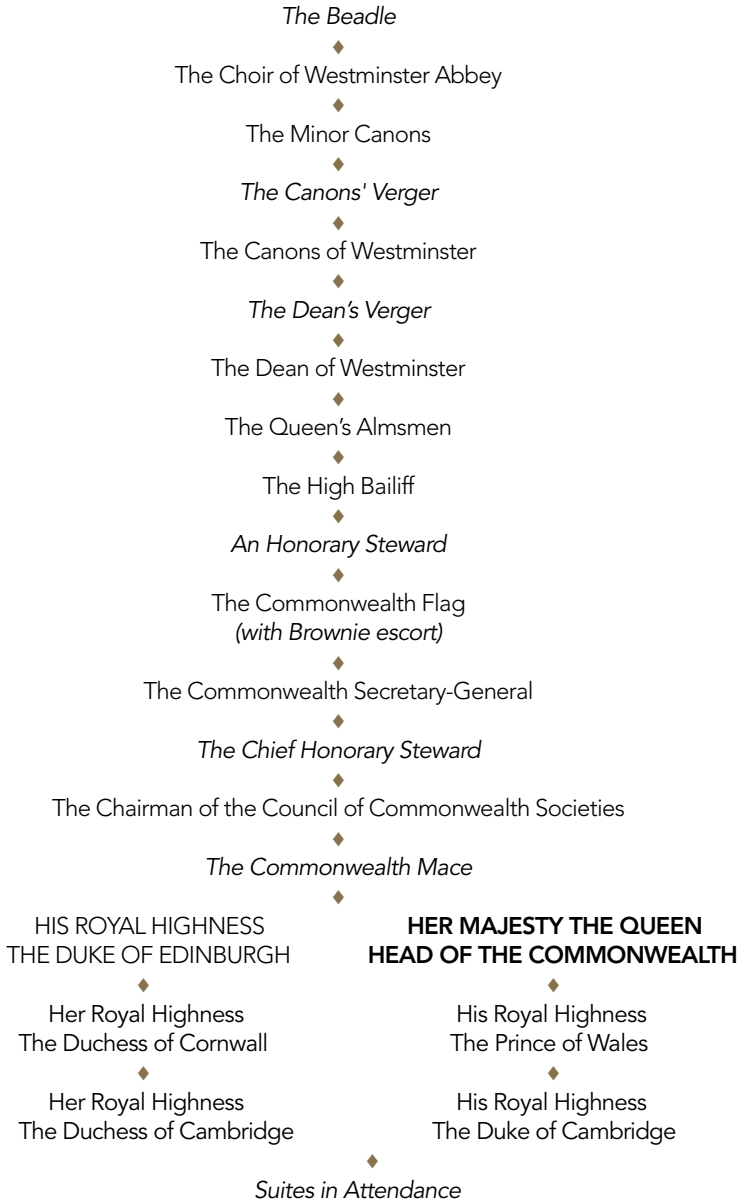 The Beadle
The Choir of Westminster Abbey
The Minor Canons
The Canons' Verger
The Canons of Westminster
The Dean’s Verger
The Dean of Westminster
The Queen’s Almsmen
The High Bailiff
An Honorary Steward
The Commonwealth Flag
(with Brownie escort)
The Commonwealth Secretary-General
The Chief Honorary Steward
The Chairman of the Council of Commonwealth Societies
The Commonwealth Mace
HIS ROYAL HIGHNESS
THE DUKE OF EDINBURGH
HER MAJESTY THE QUEEN
HEAD OF THE COMMONWEALTH
Her Royal Highness
The Duchess of Cornwall
His Royal Highness
The Prince of Wales
Her Royal Highness
The Duchess of Cambridge
His Royal Highness
The Duke of Cambridge
Suites in Attendance